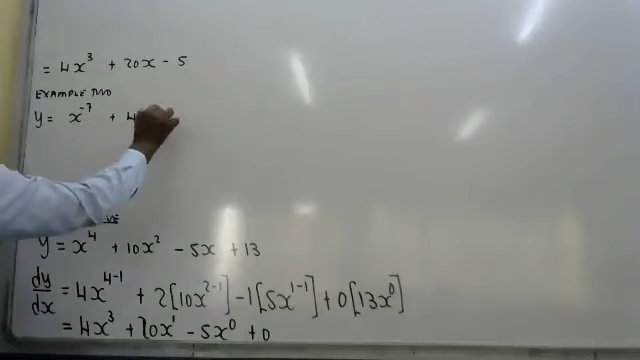 = 4x³ + 20x - 5
EXAMPLE TWO
y = x⁻⁷ + 4
y = x⁴ + 10x² - 5x + 13
dy/dx = 4x⁴⁻¹ + 2[10x²⁻¹] - 1[5x¹⁻¹] + 0[13x⁰]
= 4x³ + 20x¹ - 5x⁰ + 0